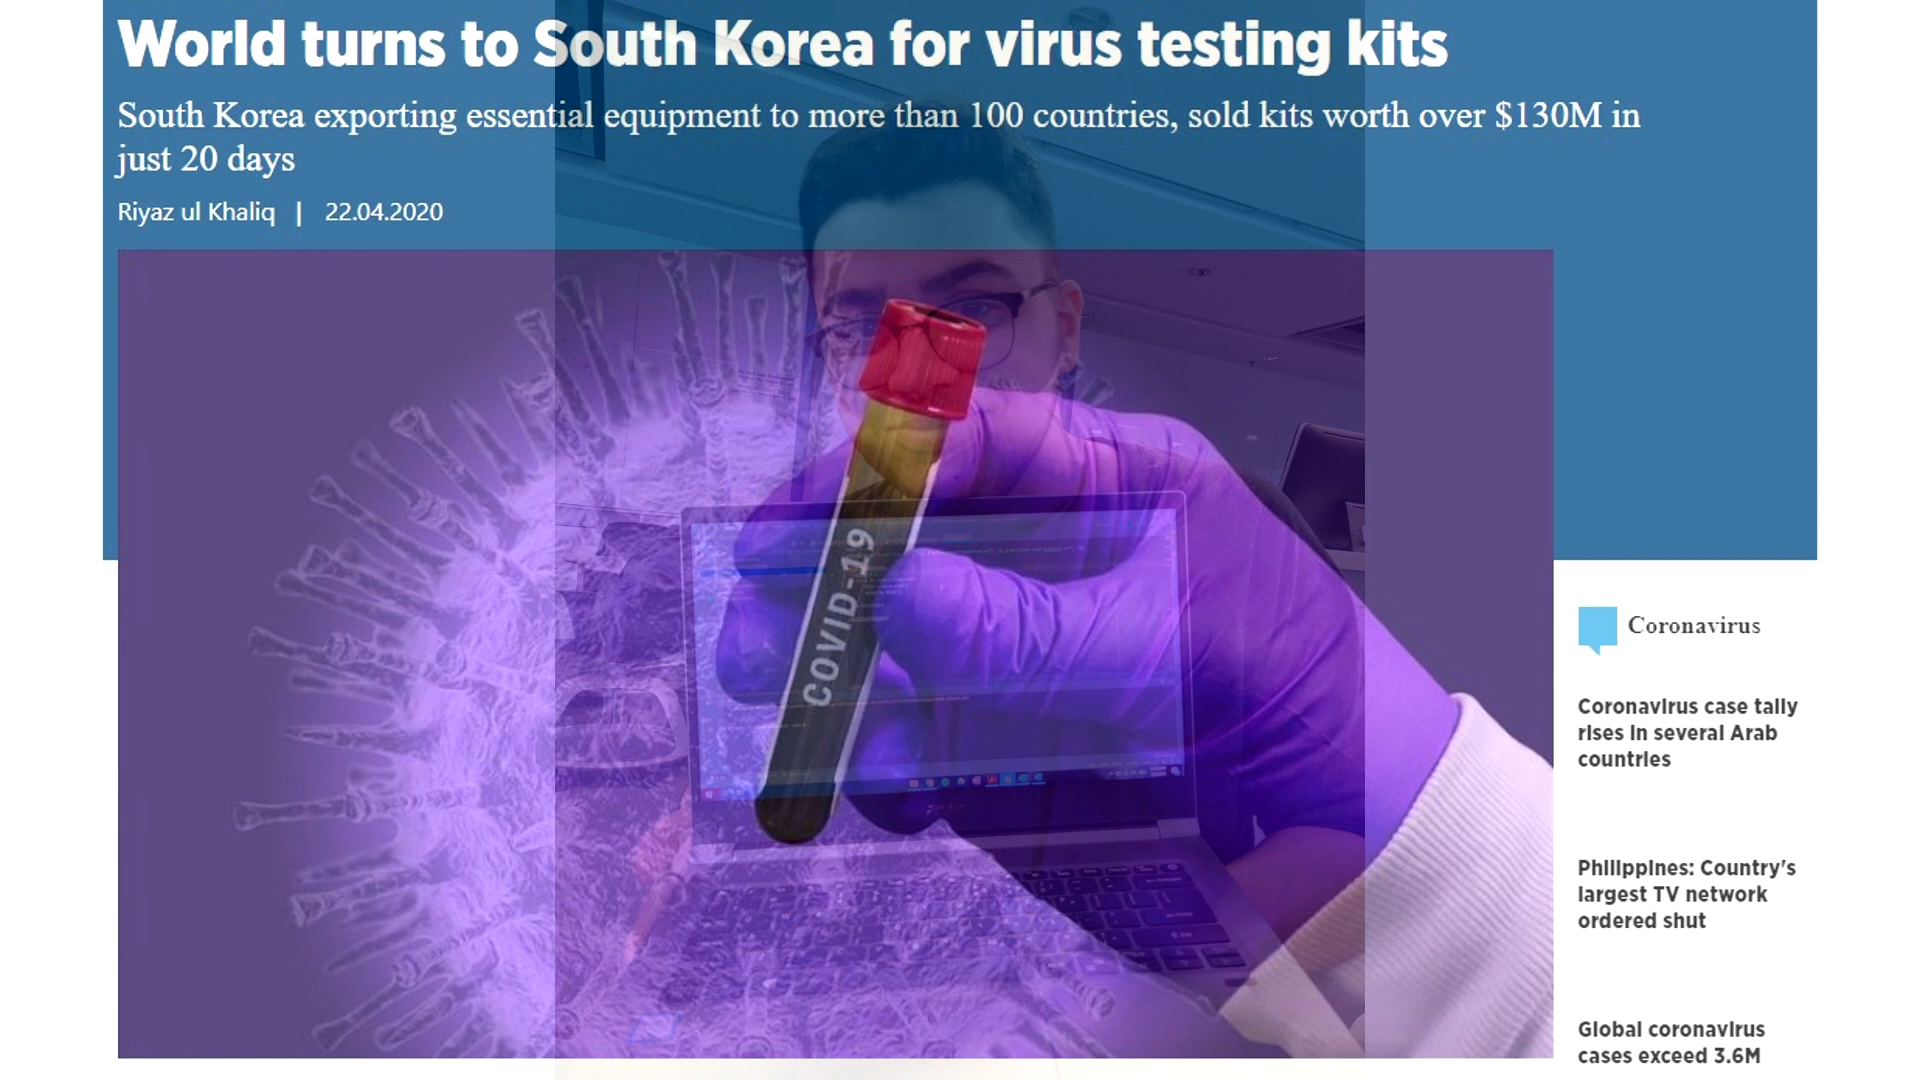 World turns to South Korea for virus testing kits
South Korea exporting essential equipment to more than 100 countries, sold kits worth over $130M in
just 20 days
Riyaz ul Khaliq | 22.04.2020
COVID-19
Coronavirus
Coronavirus case tally
rises in several Arab
countries
Philippines: Country's
largest TV network
ordered shut
Global coronavirus
cases exceed 3.6M